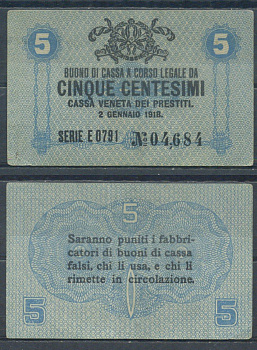 5 5
BUONO DI CASSA A CORSO LEGALE DA
CINQUE CENTESIMI
CASSA VENETA DEI PRESTITI.
2 GENNAIO 1918.
SERIE E 0791 № 04,684
5
Saranno puniti i fabbri-
catori di buoni di cassa
falsi, chi li usa, e chi li
rimette in circolazione.
5 5